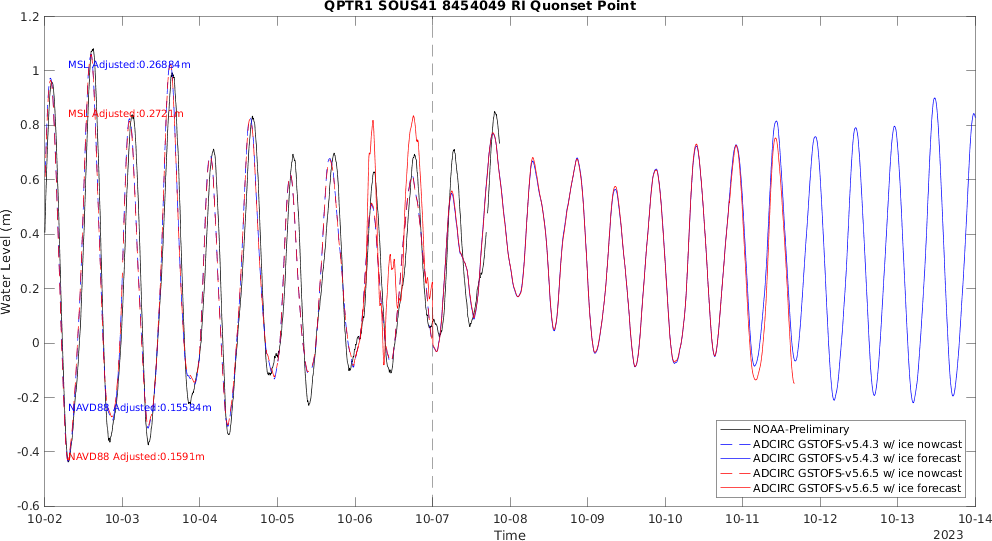 QPTR1 SOUS41 8454049 RI Quonset Point
1.2
1
0.8
0.6
0.4
0.2
0
-0.2
-0.4
-0.6
Water Level (m)
MSL Adjusted:0.26884m
MSL Adjusted:0.2721m
NAVD88 Adjusted:0.15584m
NAVD88 Adjusted:0.1591m
NOAA-Preliminary
ADCIRC GSTOFS-v5.4.3 w/ ice nowcast
ADCIRC GSTOFS-v5.4.3 w/ ice forecast
ADCIRC GSTOFS-v5.6.5 w/ ice nowcast
ADCIRC GSTOFS-v5.6.5 w/ ice forecast
10-02 10-03 10-04 10-05 10-06 10-07 10-08 10-09 10-10 10-11 10-12 10-13 10-14
Time
2023